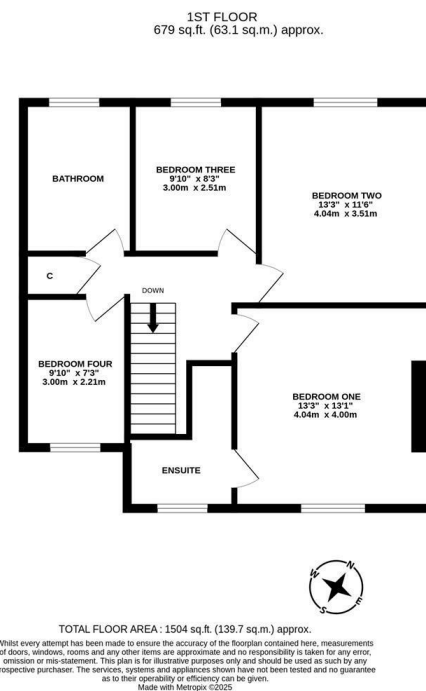 1ST FLOOR
679 sq.ft. (63.1 sq.m.) approx.
BATHROOM
BEDROOM THREE
9'10" x 8'3"
3.00m x 2.51m
BEDROOM TWO
13'3" x 11'6"
4.04m x 3.51m
C
DOWN
BEDROOM FOUR
9'10" x 7'3"
3.00m x 2.21m
BEDROOM ONE
13'3" x 13'1"
4.04m x 4.00m
ENSUITE
N
W
E
S
TOTAL FLOOR AREA : 1504 sq.ft. (139.7 sq.m.) approx.
Whilst every attempt has been made to ensure the accuracy of the floorplan contained here, measurements
of doors, windows, rooms and any other items are approximate and no responsibility is taken for any error,
omission or mis-statement. This plan is for illustrative purposes only and should be used as such by any
rospective purchaser. The services, systems and appliances shown have not been tested and no guarantee
as to their operability or efficiency can be given.
Made with Metropix ©2025